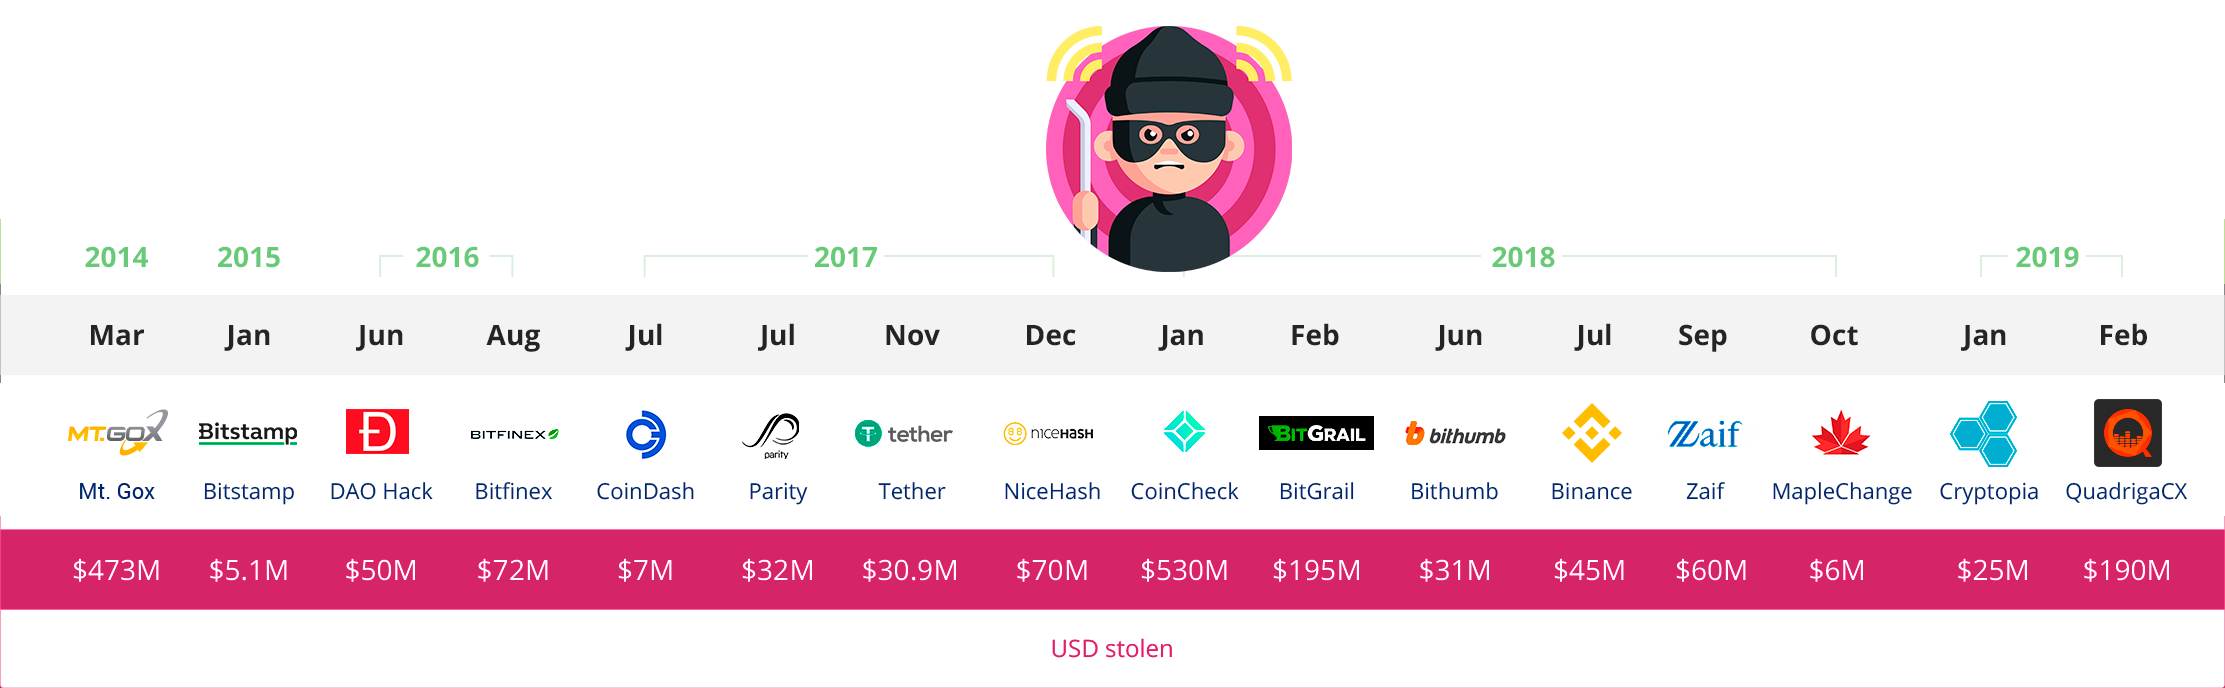 2014 2015 2016 2017 2018 2019
Mar Jan Jun Aug Jul Jul Nov Dec Jan Feb Jun Jul Sep Oct Jan Feb
MT.GOX Bitstamp Đ BITFINEX parity tether nicehash BITGRAIL bithumb Zaif
Mt. Gox Bitstamp DAO Hack Bitfinex CoinDash Parity Tether NiceHash CoinCheck BitGrail Bithumb Binance Zaif MapleChange Cryptopia QuadrigaCX
$473M $5.1M $50M $72M $7M $32M $30.9M $70M $530M $195M $31M $45M $60M $6M $25M $190M
USD stolen